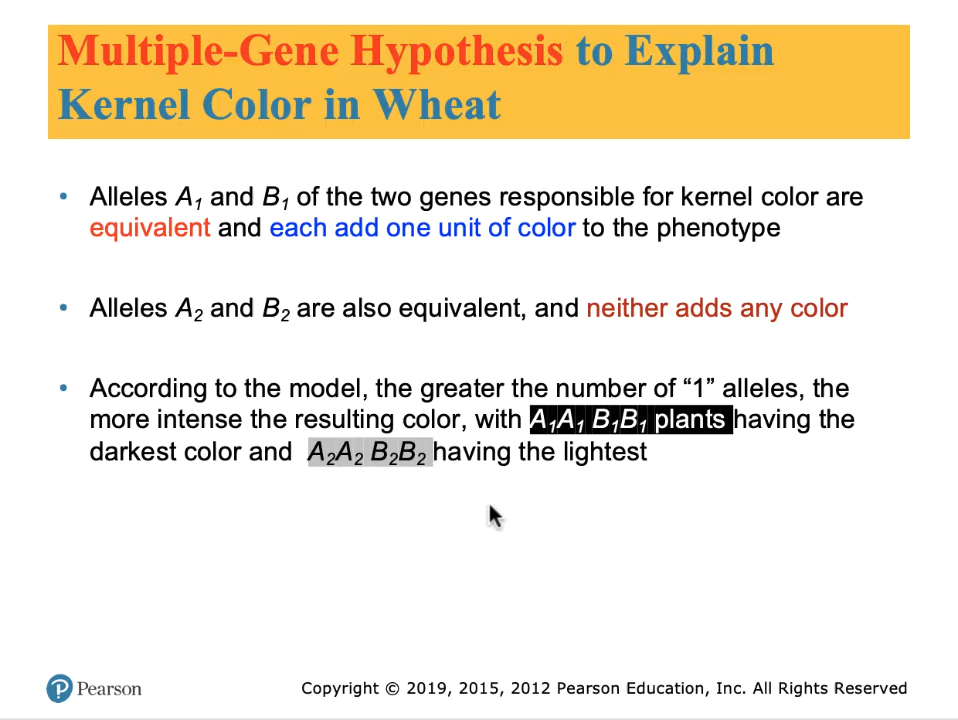 Multiple-Gene Hypothesis to Explain
Kernel Color in Wheat
• Alleles A₁ and B₁ of the two genes responsible for kernel color are
equivalent and each add one unit of color to the phenotype
• Alleles A₂ and B₂ are also equivalent, and neither adds any color
• According to the model, the greater the number of “1” alleles, the
more intense the resulting color, with A₁A₁ B₁B₁ plants having the
darkest color and A₂A₂ B₂B₂ having the lightest
Pearson
Copyright © 2019, 2015, 2012 Pearson Education, Inc. All Rights Reserved